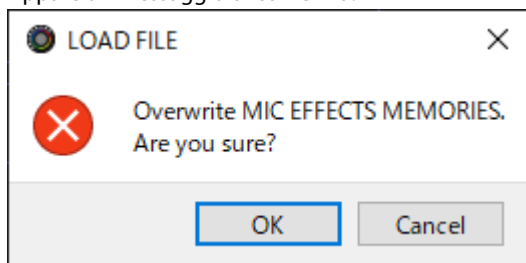 LOAD FILE
Overwrite MIC EFFECTS MEMORIES.
Are you sure?
OK
Cancel